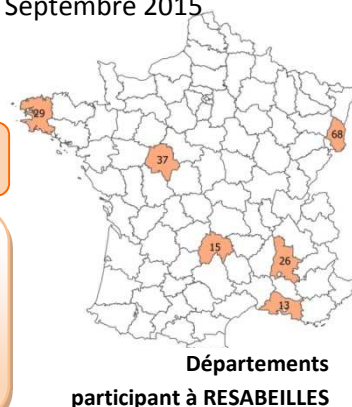 Septembre 2015
29
68
37
15
26
13
Départements
participant à RESABEILLES